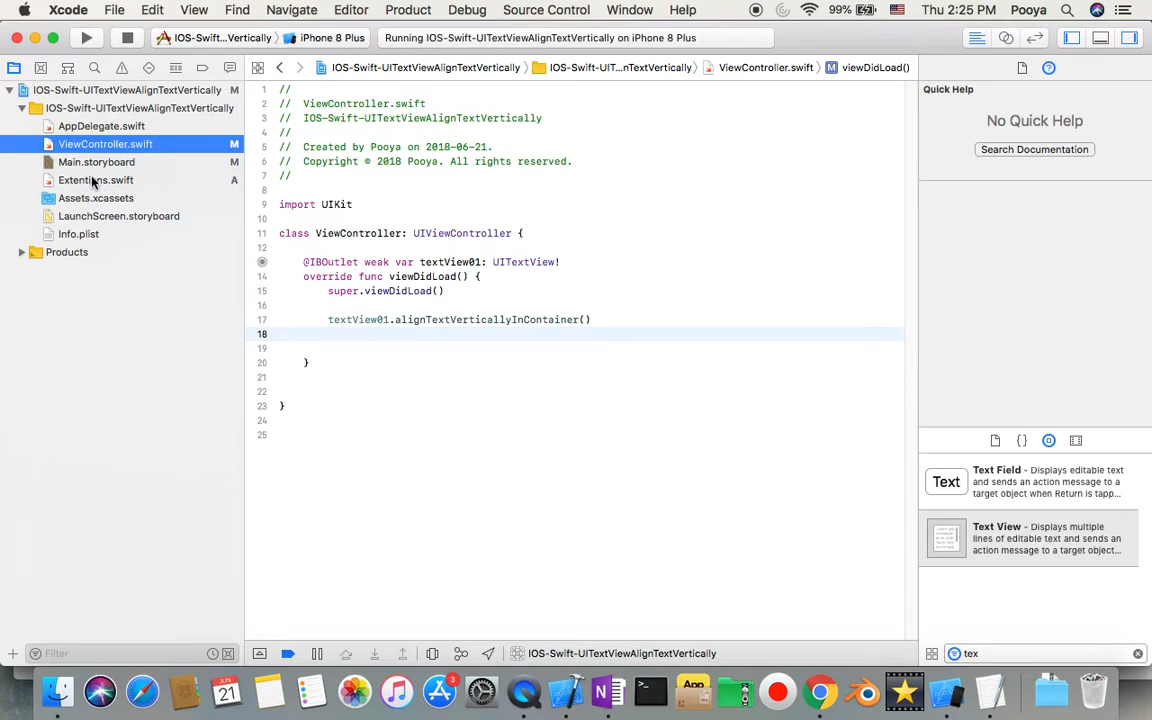 Xcode File Edit View Find Navigate Editor Product Debug Source Control Window Help 99% Thu 2:25 PM Pooya
IOS-Swift...Vertically iPhone 8 Plus Running IOS-Swift-UITextViewAlignTextVertically on iPhone 8 Plus
IOS-Swift-UITextViewAlignTextVertically IOS-Swift-UIT...nTextVertically ViewController.swift M viewDidLoad()
IOS-Swift-UITextViewAlignTextVertically M
IOS-Swift-UITextViewAlignTextVertically
AppDelegate.swift
ViewController.swift M
Main.storyboard M
Extentions.swift A
Assets.xcassets
LaunchScreen.storyboard
Info.plist
Products
1 //
2 // ViewController.swift
3 // IOS-Swift-UITextViewAlignTextVertically
4 //
5 // Created by Pooya on 2018-06-21.
6 // Copyright © 2018 Pooya. All rights reserved.
7 //
8
9 import UIKit
10
11 class ViewController: UIViewController {
12
@IBOutlet weak var textView01: UITextView!
14 override func viewDidLoad() {
15 super.viewDidLoad()
16
17 textView01.alignTextVerticallyInContainer()
18
19
20 }
21
22
23 }
24
25
Quick Help
No Quick Help
Search Documentation
{ }
Text
Text Field - Displays editable text
and sends an action message to a
target object when Return is tapp...
Text View - Displays multiple
lines of editable text and sends an
action message to a target object...
Filter
IOS-Swift-UITextViewAlignTextVertically
tex
JUN
21
3
N
App